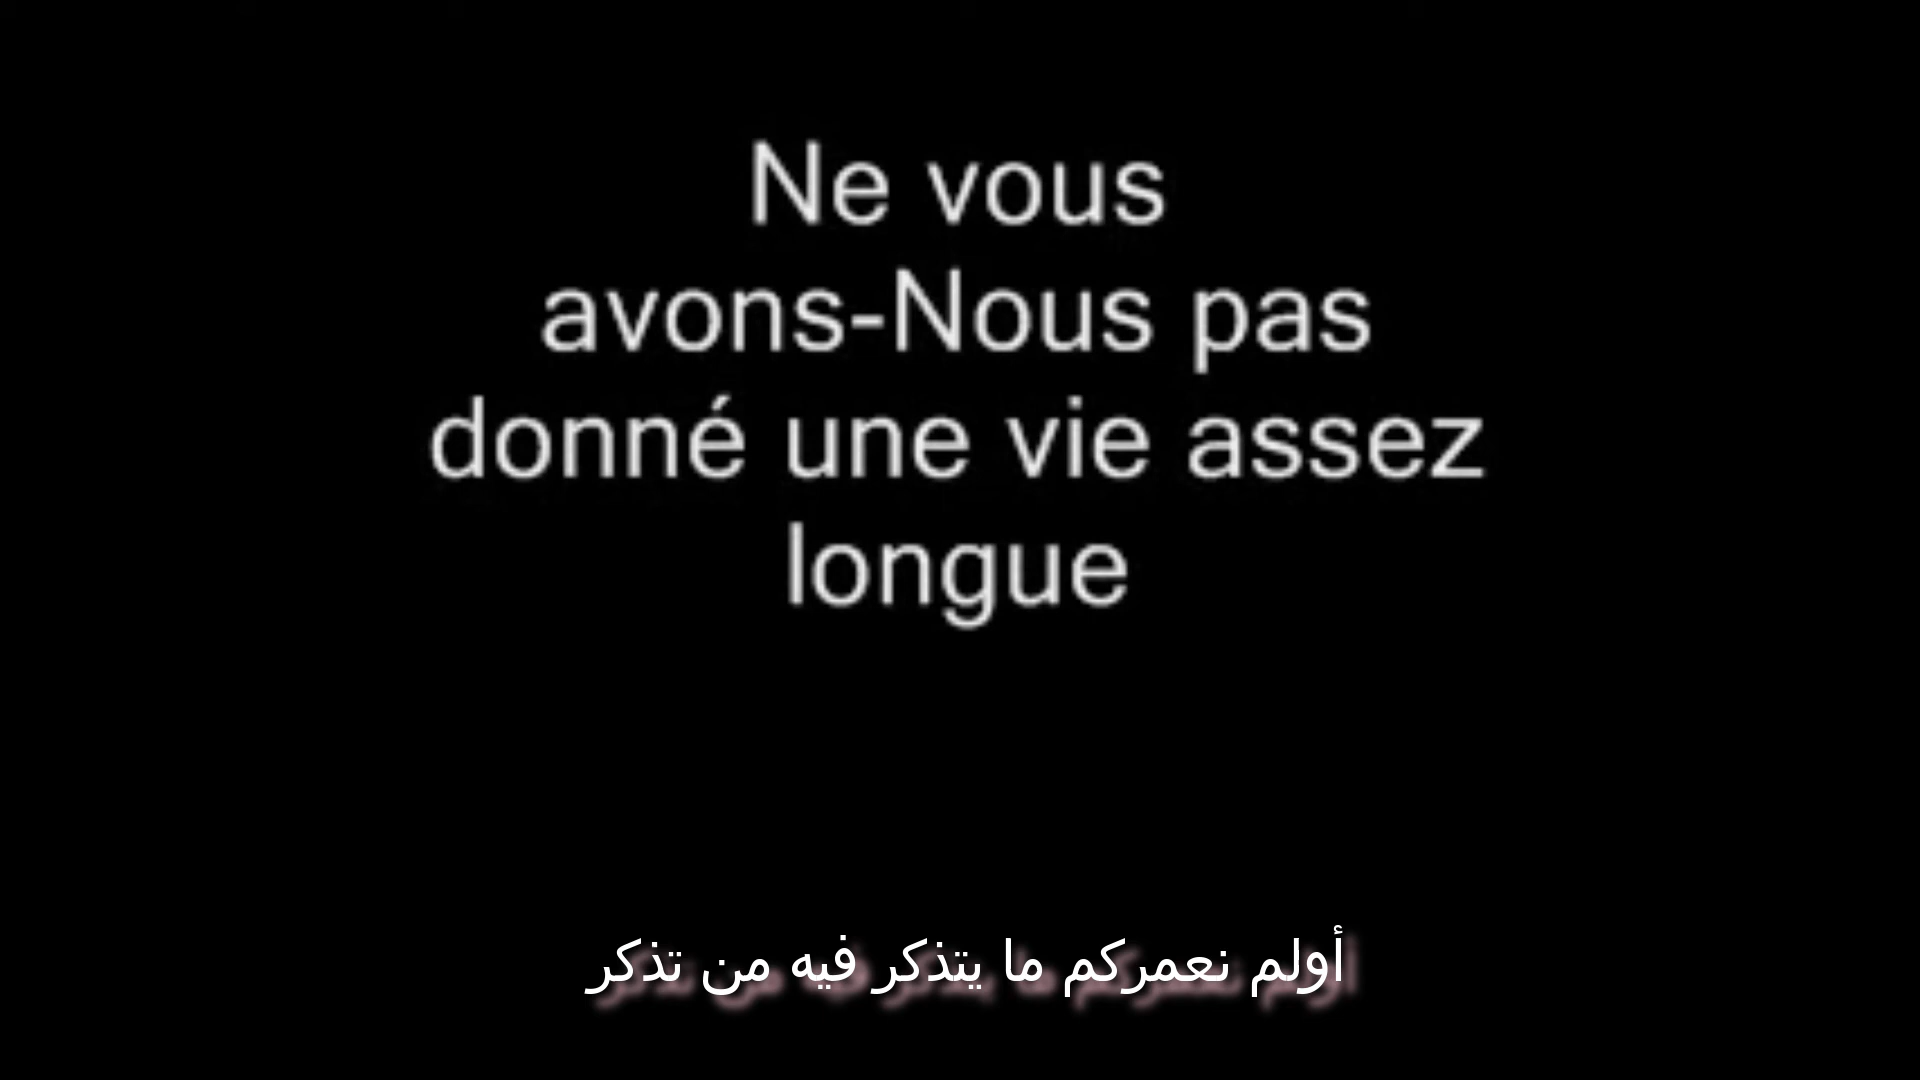 Ne vous
avons-Nous pas
donné une vie assez
longue
أولم نعمركم ما يتذكر فيه من تذكر